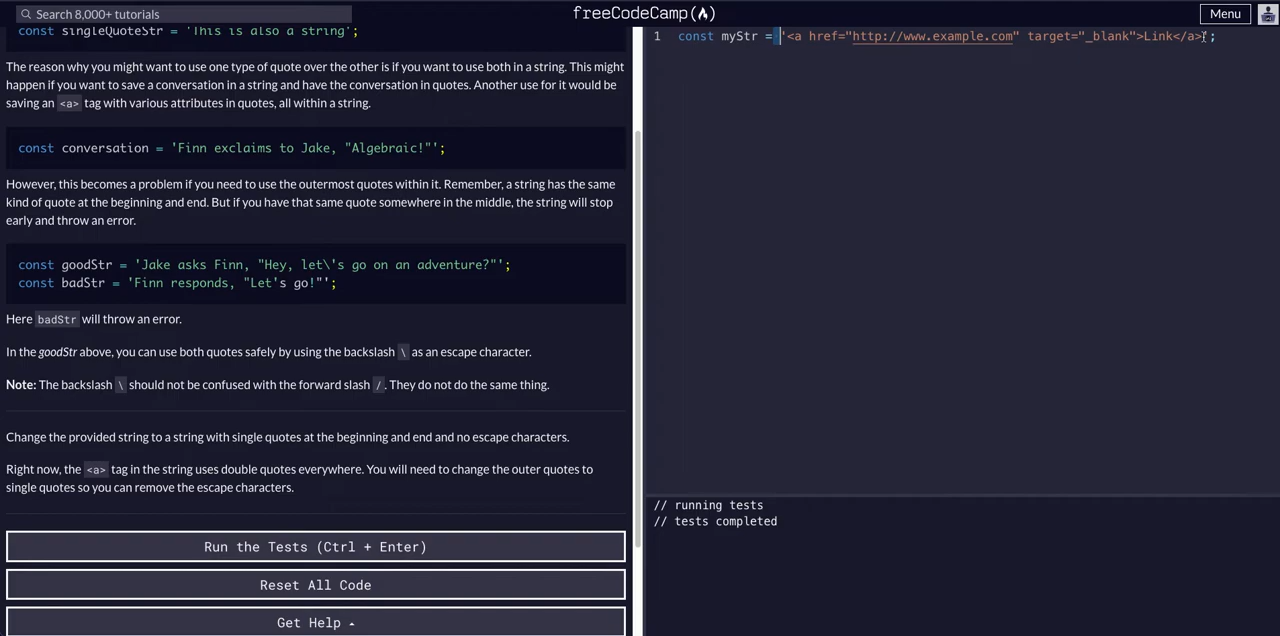 Search 8,000+ tutorials
freeCodeCamp
Menu
const singleQuoteStr = 'This is also a string';
The reason why you might want to use one type of quote over the other is if you want to use both in a string. This might
happen if you want to save a conversation in a string and have the conversation in quotes. Another use for it would be
saving an <a> tag with various attributes in quotes, all within a string.
const conversation = 'Finn exclaims to Jake, "Algebraic!"';
However, this becomes a problem if you need to use the outermost quotes within it. Remember, a string has the same
kind of quote at the beginning and end. But if you have that same quote somewhere in the middle, the string will stop
early and throw an error.
const goodStr = 'Jake asks Finn, "Hey, let\'s go on an adventure?"';
const badStr = 'Finn responds, "Let's go!"';
Here badStr will throw an error.
In the goodStr above, you can use both quotes safely by using the backslash \ as an escape character.
Note: The backslash \ should not be confused with the forward slash /. They do not do the same thing.
Change the provided string to a string with single quotes at the beginning and end and no escape characters.
Right now, the <a> tag in the string uses double quotes everywhere. You will need to change the outer quotes to
single quotes so you can remove the escape characters.
Run the Tests (Ctrl + Enter)
Reset All Code
Get Help
1 const myStr = '<a href="http://www.example.com" target="_blank">Link</a>';
// running tests
// tests completed